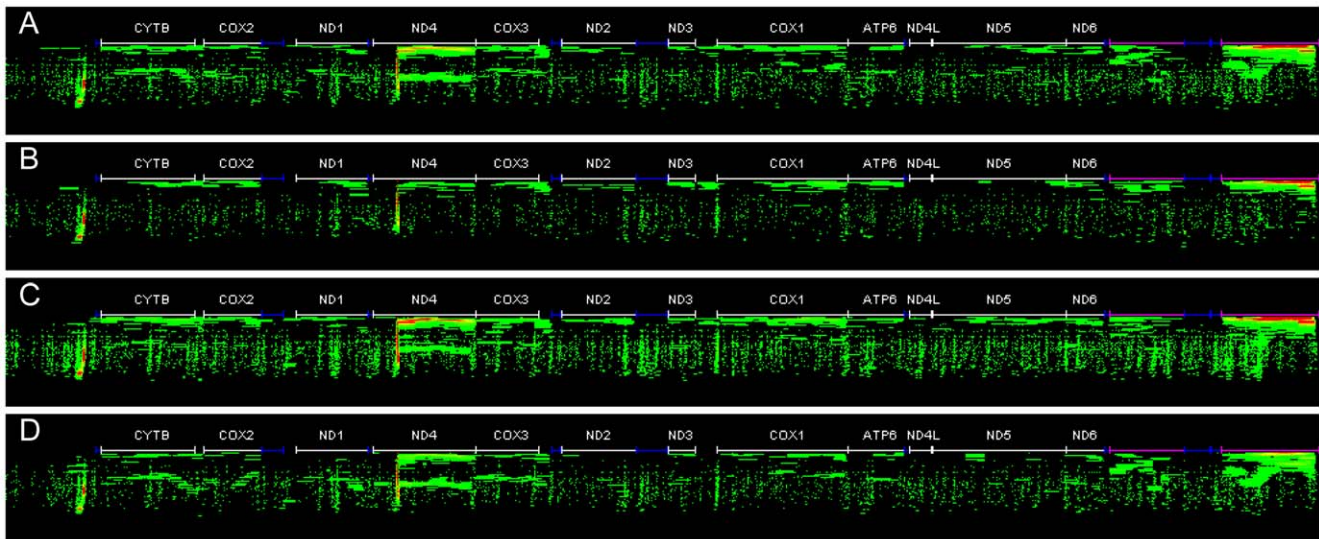 A
CYTB COX2 ND1 ND4 COX3 ND2 ND3 COX1 ATP6 ND4L ND5 ND6
B
CYTB COX2 ND1 ND4 COX3 ND2 ND3 COX1 ATP6 ND4L ND5 ND6
C
CYTB COX2 ND1 ND4 COX3 ND2 ND3 COX1 ATP6 ND4L ND5 ND6
D
CYTB COX2 ND1 ND4 COX3 ND2 ND3 COX1 ATP6 ND4L ND5 ND6